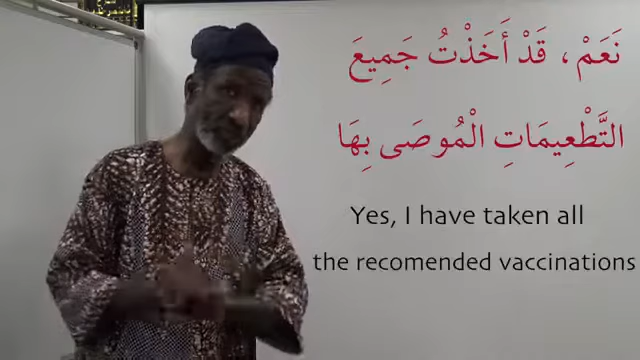 نَعَمْ، قَدْ أَخَذْتُ جَمِيعَ
التَّطْعِيمَاتِ الْمُوصَى بِهَا
Yes, I have taken all
the recomended vaccinations